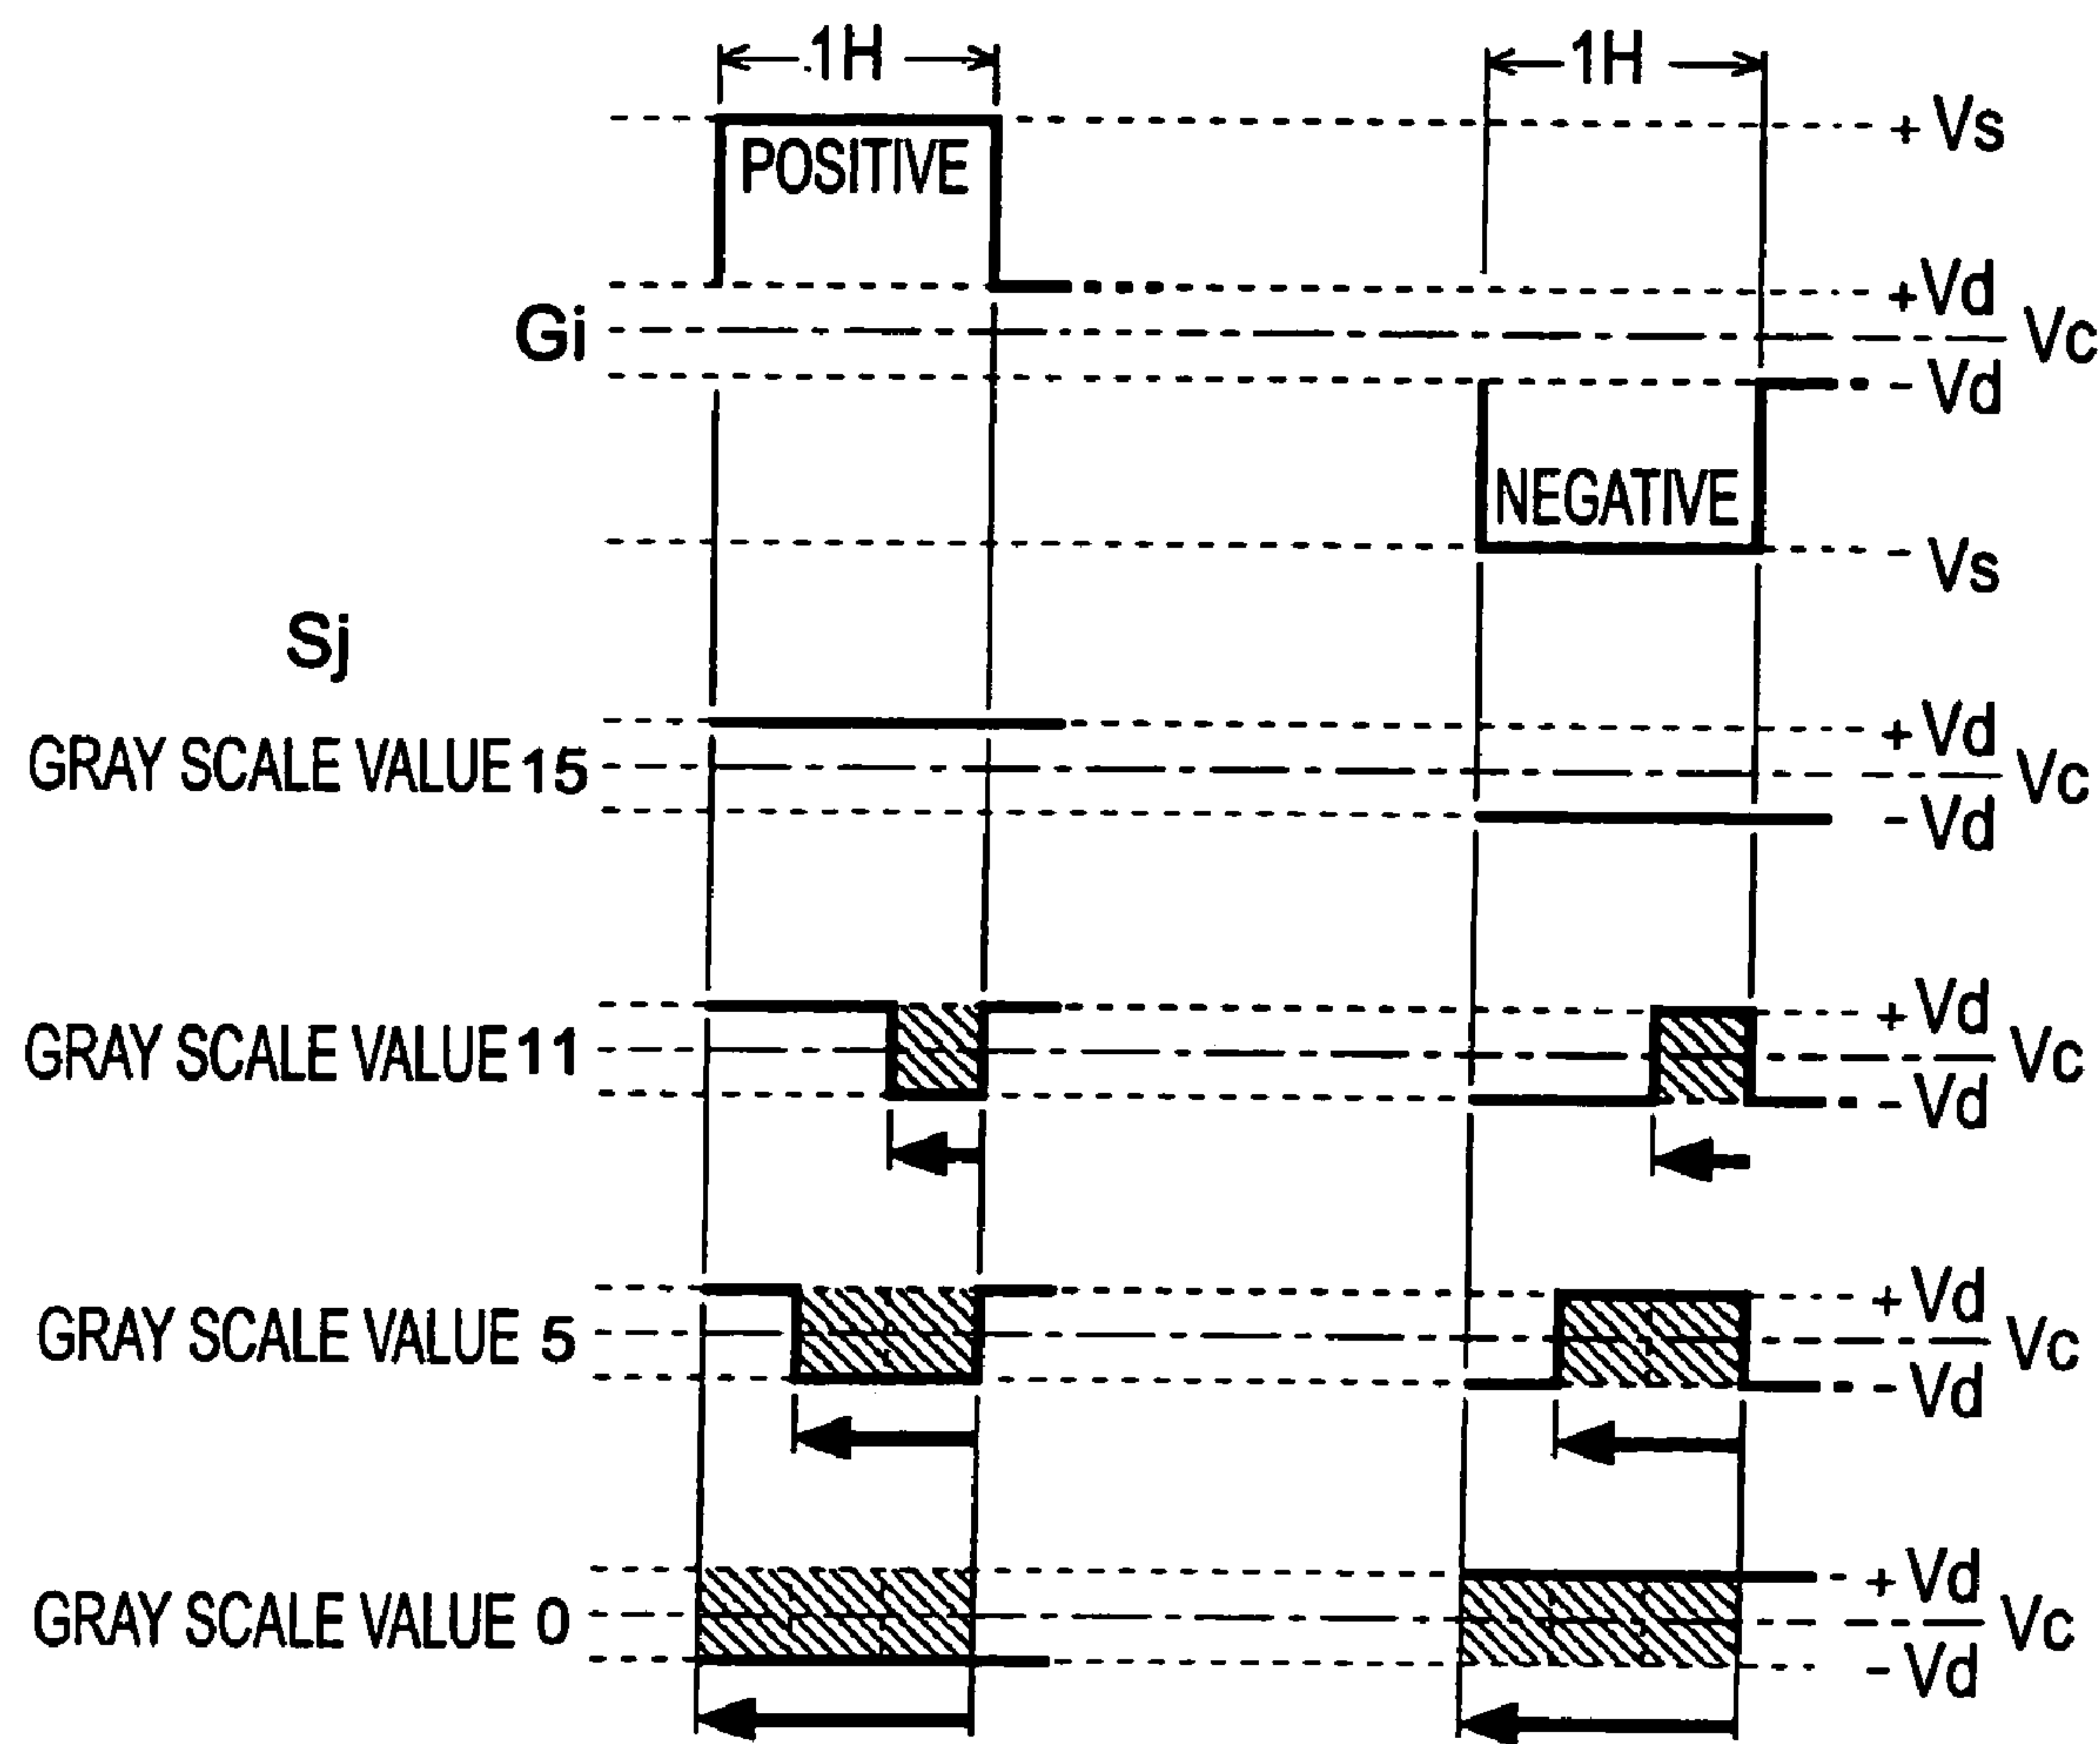 1H 1H
+ Vs
POSITIVE
+Vd
Gi Vc
- Vd
NEGATIVE
- Vs
Sj
+Vd
GRAY SCALE VALUE 15 Vc
-Vd
+Vd
GRAY SCALE VALUE 11 Vc
-Vd
+Vd
GRAY SCALE VALUE 5 Vc
-Vd
+Vd
GRAY SCALE VALUE 0 Vc
-Vd